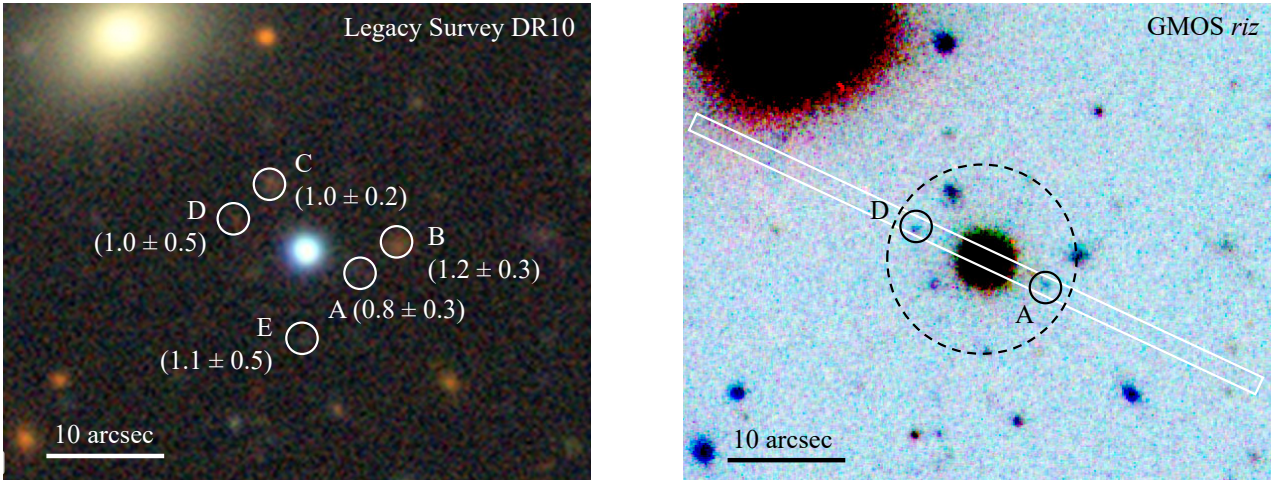 Legacy Survey DR10
C
(1.0 ± 0.2)
D
(1.0 ± 0.5)
B
(1.2 ± 0.3)
A (0.8 ± 0.3)
E
(1.1 ± 0.5)
10 arcsec
GMOS riz
D
A
10 arcsec